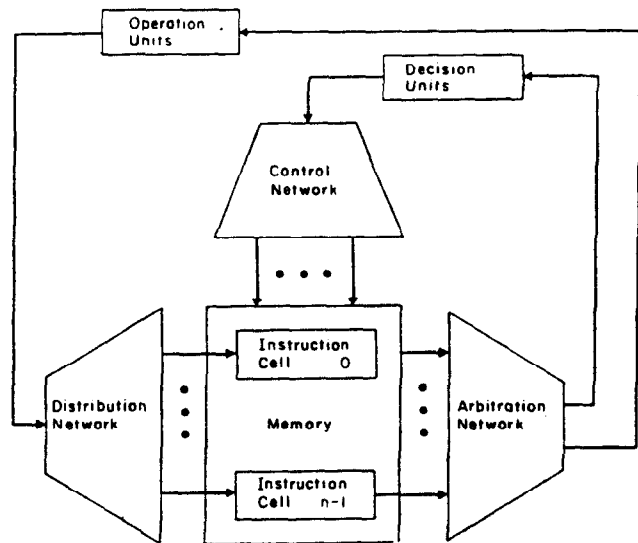 Operation
Units
Decision
Units
Control
Network
Instruction
Cell 0
Distribution
Network
Memory
Arbitration
Network
Instruction
Cell n-1